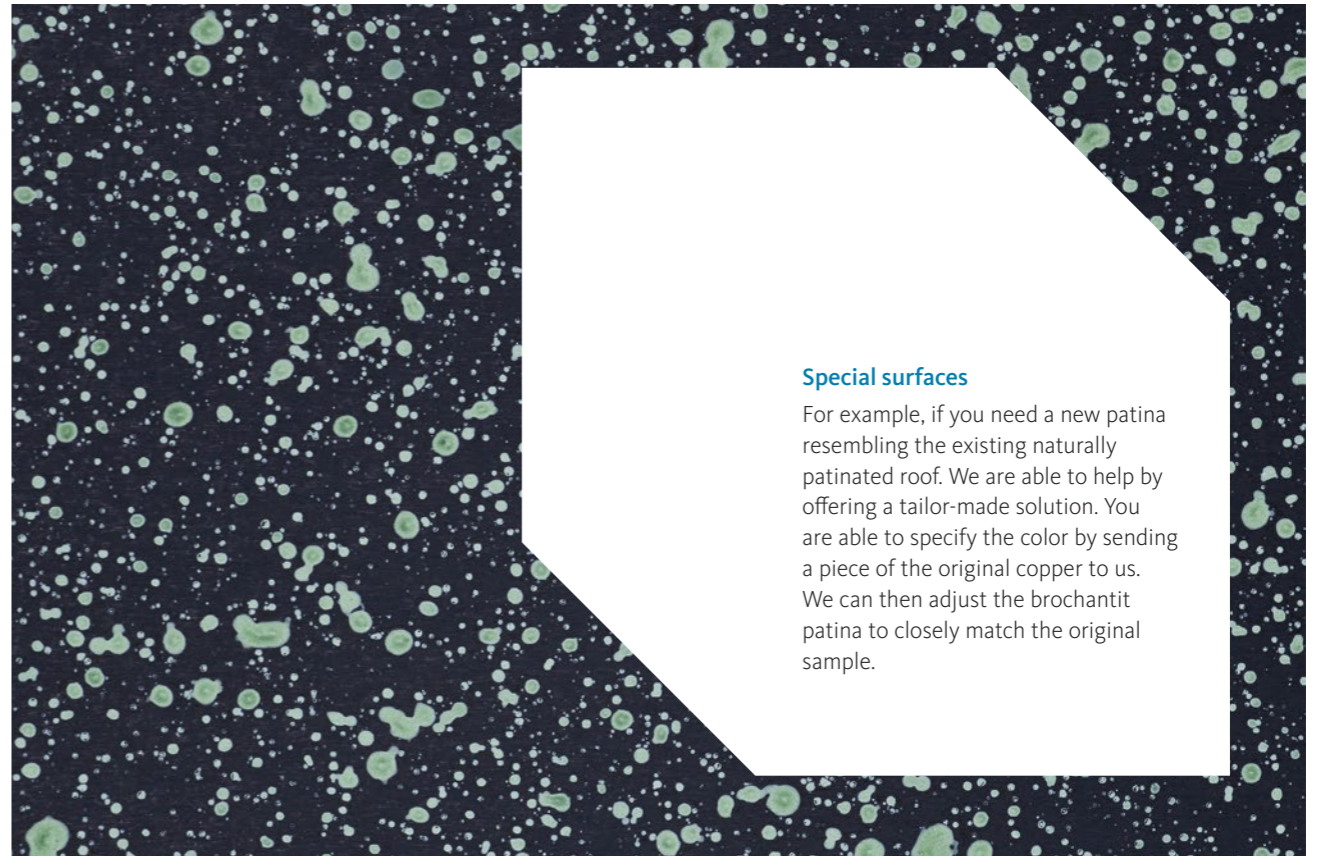 Special surfaces
For example, if you need a new patina
resembling the existing naturally
patinated roof. We are able to help by
offering a tailor-made solution. You
are able to specify the color by sending
a piece of the original copper to us.
We can then adjust the brochantit
patina to closely match the original
sample.